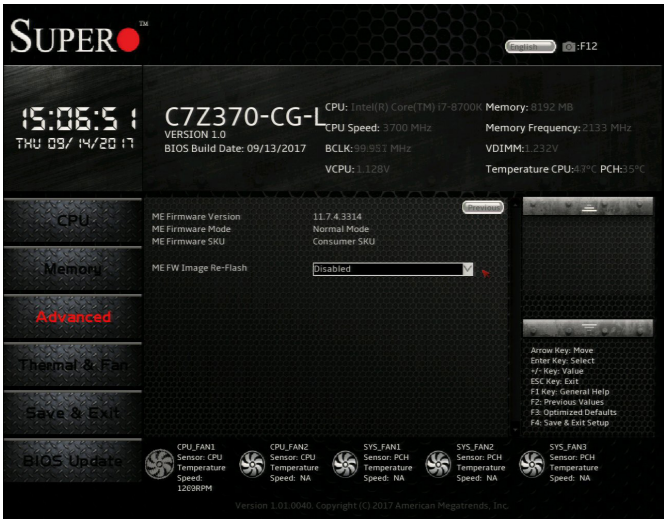 SUPER TM
English :F12
15:06:51
THU 09/14/2017
C7Z370-CG-L
VERSION 1.0
BIOS Build Date: 09/13/2017
CPU: Intel(R) Core(TM) i7-8700K
CPU Speed: 3700 MHz
BCLK:99.951 MHz
VCPU:1.128V
Memory: 8192 MB
Memory Frequency:2133 MHz
VDIMM:1.232V
Temperature CPU:43°C PCH:35°C
CPU
Memory
Advanced
Thermal & Fan
Save & Exit
BIOS Update
Previous
ME Firmware Version 11.7.4.3314
ME Firmware Mode Normal Mode
ME Firmware SKU Consumer SKU
ME FW Image Re-Flash Disabled
Arrow Key: Move
Enter Key: Select
+/- Key: Value
ESC Key: Exit
F1 Key: General Help
F2: Previous Values
F3: Optimized Defaults
F4: Save & Exit Setup
CPU_FAN1
Sensor: CPU
Temperature
Speed:
1209RPM
CPU_FAN2
Sensor: CPU
Temperature
Speed: NA
SYS_FAN1
Sensor: PCH
Temperature
Speed: NA
SYS_FAN2
Sensor: PCH
Temperature
Speed: NA
SYS_FAN3
Sensor: PCH
Temperature
Speed: NA
Version 1.01.0040. Copyright (C) 2017 American Megatrends, Inc.